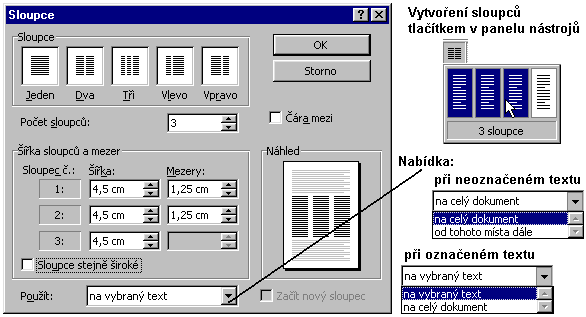 Sloupce
Sloupce
Jeden Dva Tři Vlevo Vpravo
OK
Storno
Počet sloupců: 3
Čára mezi
Šířka sloupců a mezer
Sloupec č.: Šířka: Mezery:
1: 4,5 cm 1,25 cm
2: 4,5 cm 1,25 cm
3: 4,5 cm
Sloupce stejně široké
Náhled
Použít: na vybraný text
Začít nový sloupec
Vytvoření sloupců
tlačítkem v panelu nástrojů
3 sloupce
Nabídka:
při neoznačeném textu
na celý dokument
na celý dokument
od tohoto místa dále
při označeném textu
na vybraný text
na vybraný text
na celý dokument